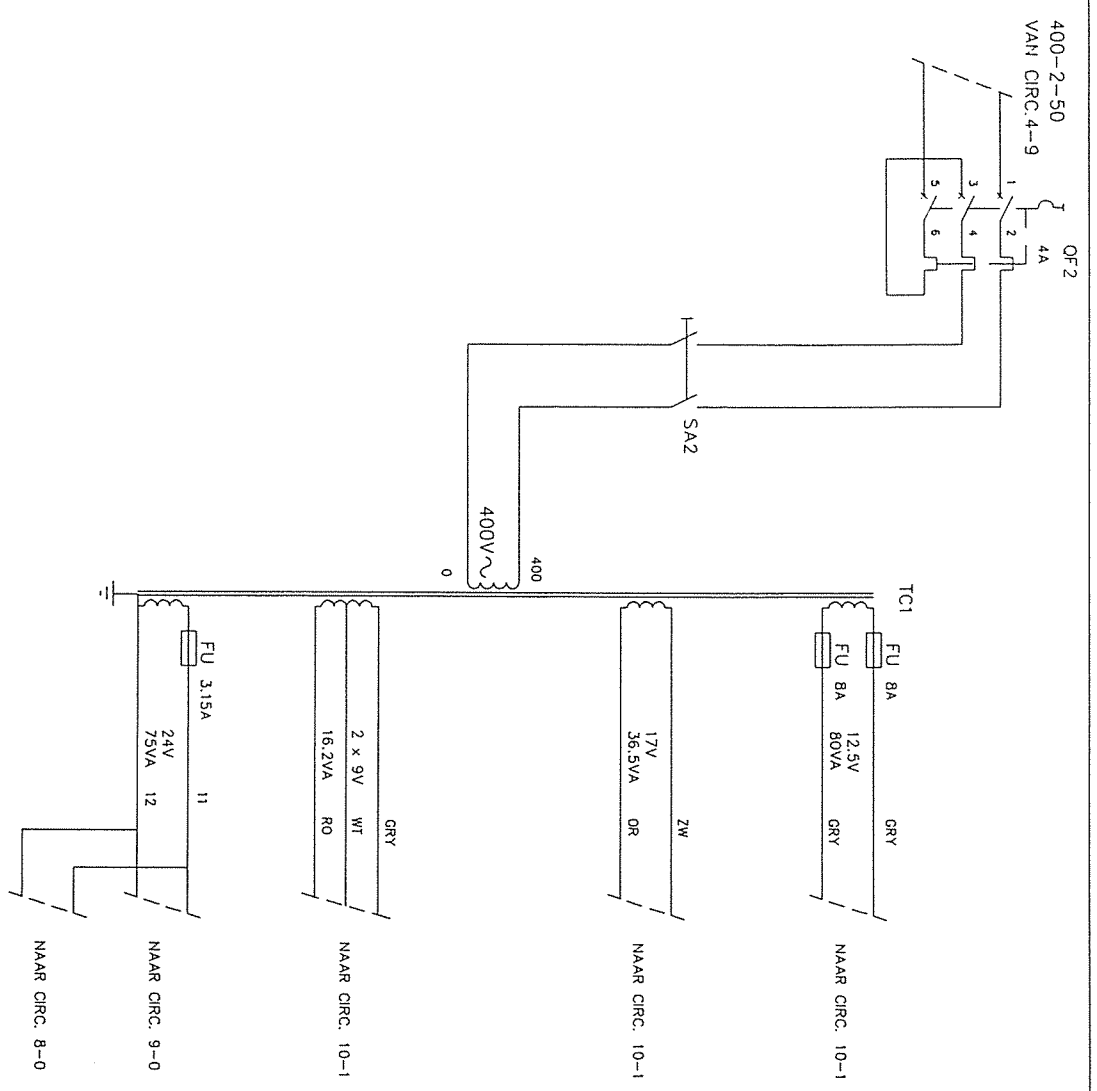 400-2-50
VAN CIRC.4-9
QF2
4A
1
2
3
4
5
6
SA2
400V
400
0
TC1
FU 8A
FU 8A
12.5V
80VA
GRY
GRY
NAAR CIRC. 10-1
17V
36.5VA
ZW
OR
NAAR CIRC. 10-1
2 x 9V
16.2VA
GRY
WT
RO
NAAR CIRC. 10-1
FU 3.15A
24V
75VA
11
12
NAAR CIRC. 9-0
NAAR CIRC. 8-0